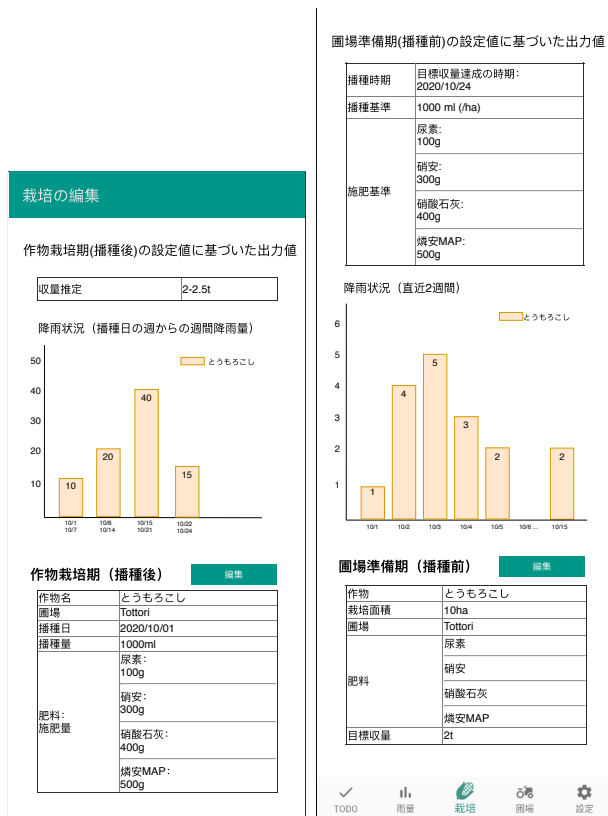 栽培の編集
作物栽培期(播種後)の設定値に基づいた出力値
収量推定 2-2.5t
降雨状況（播種日の週からの週間降雨量）
とうもろこし
50
40
30
20
10
10
20
40
15
10/1 10/8 10/15 10/22
10/7 10/14 10/21 10/24
作物栽培期（播種後）
編集
作物名 とうもろこし
圃場 Tottori
播種日 2020/10/01
播種量 1000ml
肥料：
施肥量
尿素：
100g
硝安：
300g
硝酸石灰：
400g
燐安MAP：
500g
圃場準備期(播種前)の設定値に基づいた出力値
播種時期
目標収量達成の時期：
2020/10/24
播種基準 1000 ml (/ha)
施肥基準
尿素:
100g
硝安:
300g
硝酸石灰:
400g
燐安MAP:
500g
降雨状況（直近2週間）
とうもろこし
6
5
4
3
2
1
1
4
5
3
2
2
10/1 10/2 10/3 10/4 10/5 10/6 ... 10/15
圃場準備期（播種前）
編集
作物 とうもろこし
栽培面積 10ha
圃場 Tottori
肥料
尿素
硝安
硝酸石灰
燐安MAP
目標収量 2t
TODO 雨量 栽培 圃場 設定